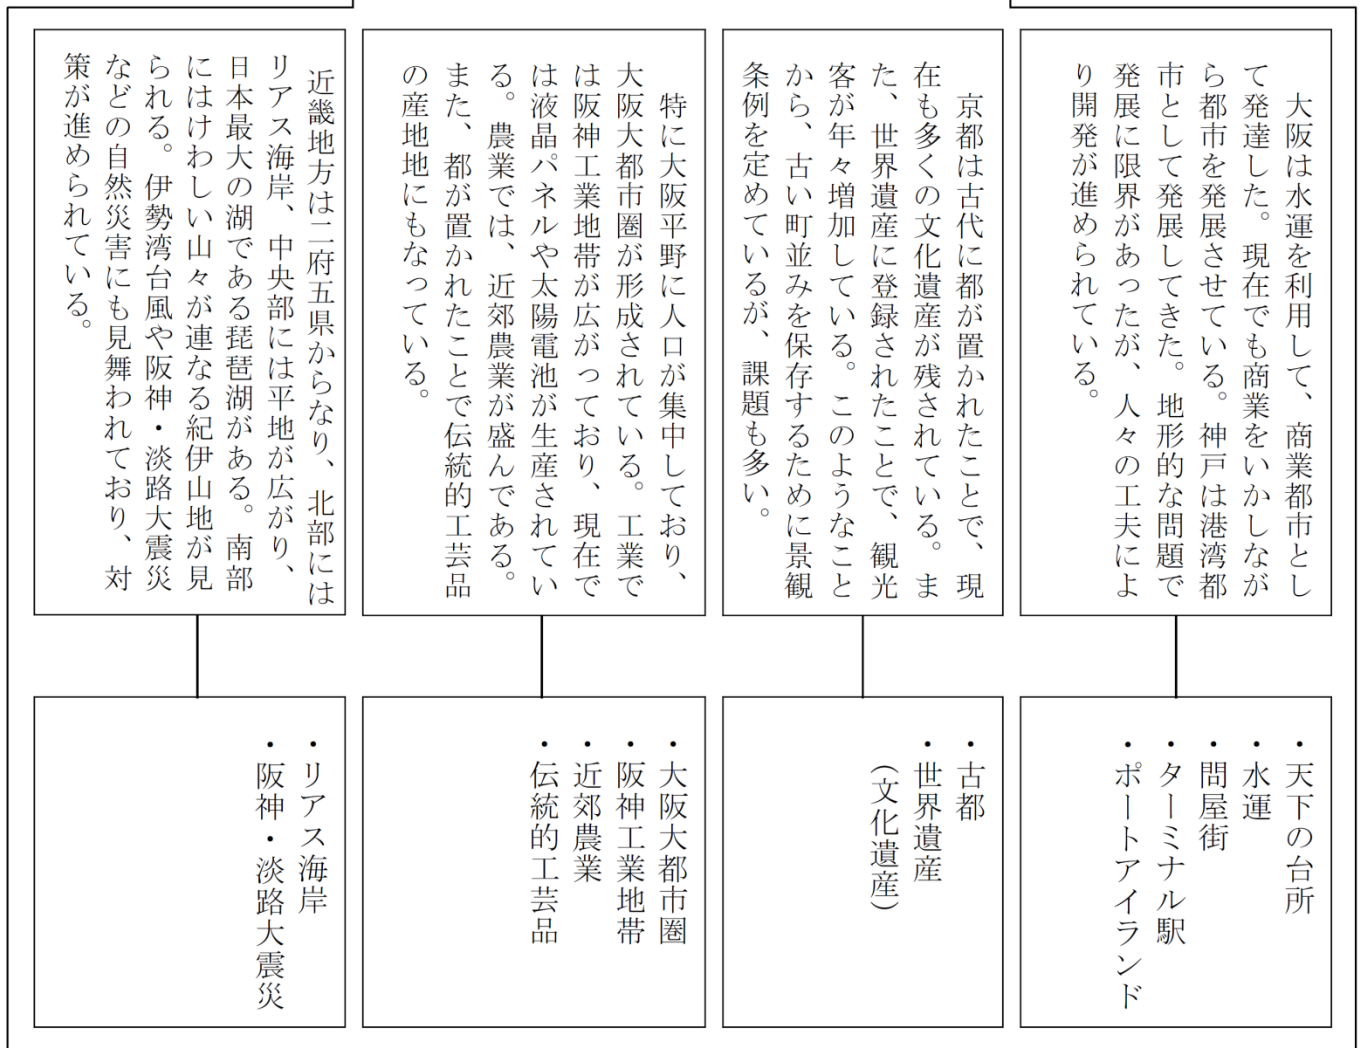 大阪は水運を利用して、商業都市とし
て発達した。現在でも商業をいかしなが
ら都市を発展させている。神戸は港湾都
市として発展してきた。地形的な問題で
発展に限界があったが、人々の工夫によ
り開発が進められている。
京都は古代に都が置かれたことで、現
在も多くの文化遺産が残されている。ま
た、世界遺産に登録されたことで、観光
客が年々増加している。このようなこと
から、古い町並みを保存するために景観
条例を定めているが、課題も多い。
特に大阪平野に人口が集中しており、
大阪大都市圏が形成されている。工業で
は阪神工業地帯が広がっており、現在で
は液晶パネルや太陽電池が生産されてい
る。農業では、近郊農業が盛んである。
また、都が置かれたことで伝統的工芸品
の産地地にもなっている。
近畿地方は二府五県からなり、北部には
リアス海岸、中央部には平地が広がり、
日本最大の湖である琵琶湖がある。南部
にはけわしい山々が連なる紀伊山地が見
られる。伊勢湾台風や阪神・淡路大震災
などの自然災害にも見舞われており、対
策が進められている。
・天下の台所
・水運
・問屋街
・ターミナル駅
・ポートアイランド
・古都
・世界遺産
(文化遺産)
・大阪大都市圏
・阪神工業地帯
・近郊農業
・伝統的工芸品
・リアス海岸
・阪神・淡路大震災